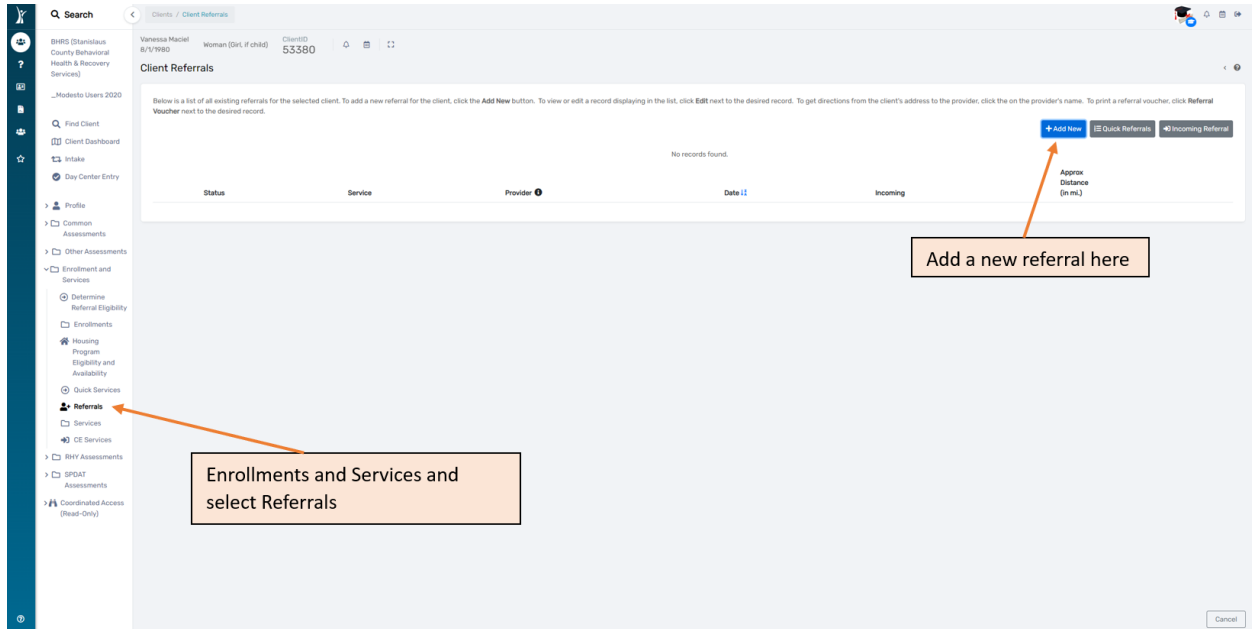 Search
Clients / Client Referrals
BHRS (Stanislaus
County Behavioral
Health & Recovery
Services)
_Modesto Users 2020
Find Client
Client Dashboard
Intake
Day Center Entry
Profile
Common
Assessments
Other Assessments
Enrollment and
Services
Determine
Referral Eligibility
Enrollments
Housing
Program
Eligibility and
Availability
Quick Services
Referrals
Services
CE Services
RHY Assessments
SPDAT
Assessments
Coordinated Access
(Read-Only)
Vanessa Maciel
8/1/1980
Woman (Girl, if child)
ClientID
53380
Client Referrals
Below is a list of all existing referrals for the selected client. To add a new referral for the client, click the Add New button. To view or edit a record displaying in the list, click Edit next to the desired record. To get directions from the client's address to the provider, click the on the provider's name. To print a referral voucher, click Referral
Voucher next to the desired record.
+ Add New Quick Referrals Incoming Referral
No records found.
Status Service Provider Date Incoming Approx
Distance
(in mi.)
Add a new referral here
Enrollments and Services and
select Referrals
Cancel